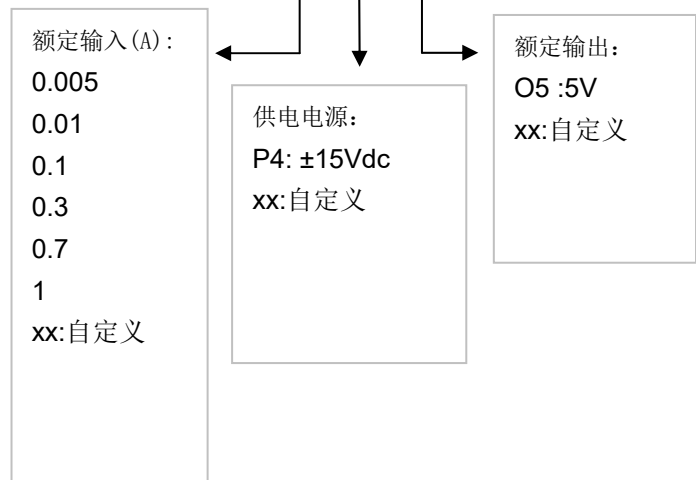 额定输入(A):
0.005
0.01
0.1
0.3
0.7
1
xx:自定义
供电电源:
P4: ±15Vdc
xx:自定义
额定输出:
O5 :5V
xx:自定义